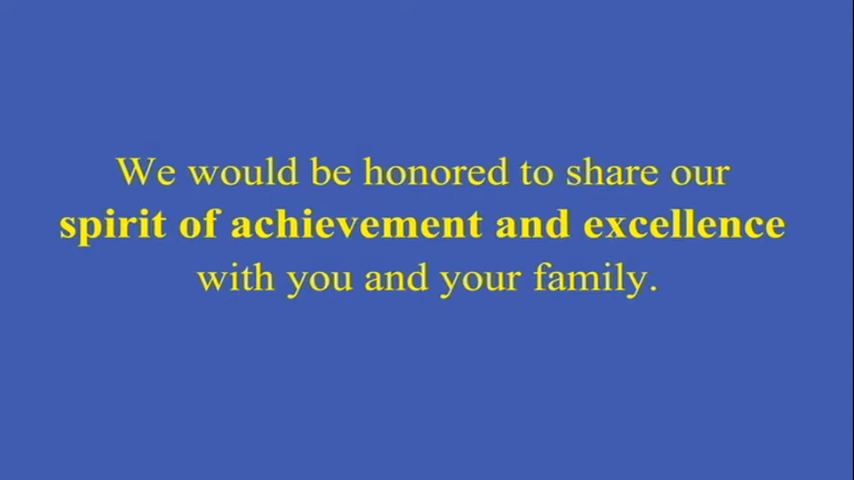 We would be honored to share our
spirit of achievement and excellence
with you and your family.